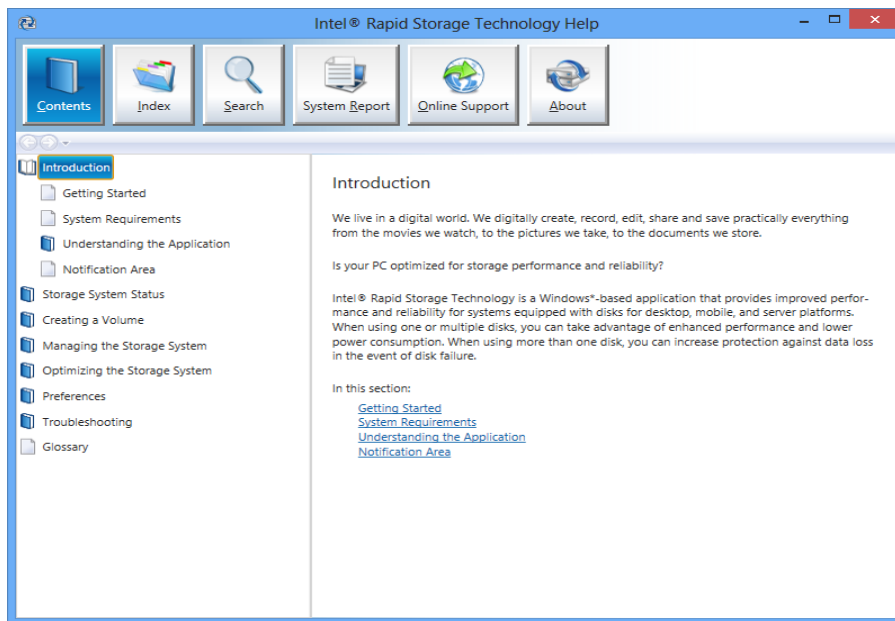 Intel® Rapid Storage Technology Help
Contents
Index
Search
System Report
Online Support
About
Introduction
Getting Started
System Requirements
Understanding the Application
Notification Area
Storage System Status
Creating a Volume
Managing the Storage System
Optimizing the Storage System
Preferences
Troubleshooting
Glossary
Introduction
We live in a digital world. We digitally create, record, edit, share and save practically everything
from the movies we watch, to the pictures we take, to the documents we store.
Is your PC optimized for storage performance and reliability?
Intel® Rapid Storage Technology is a Windows*-based application that provides improved perfor-
mance and reliability for systems equipped with disks for desktop, mobile, and server platforms.
When using one or multiple disks, you can take advantage of enhanced performance and lower
power consumption. When using more than one disk, you can increase protection against data loss
in the event of disk failure.
In this section:
Getting Started
System Requirements
Understanding the Application
Notification Area